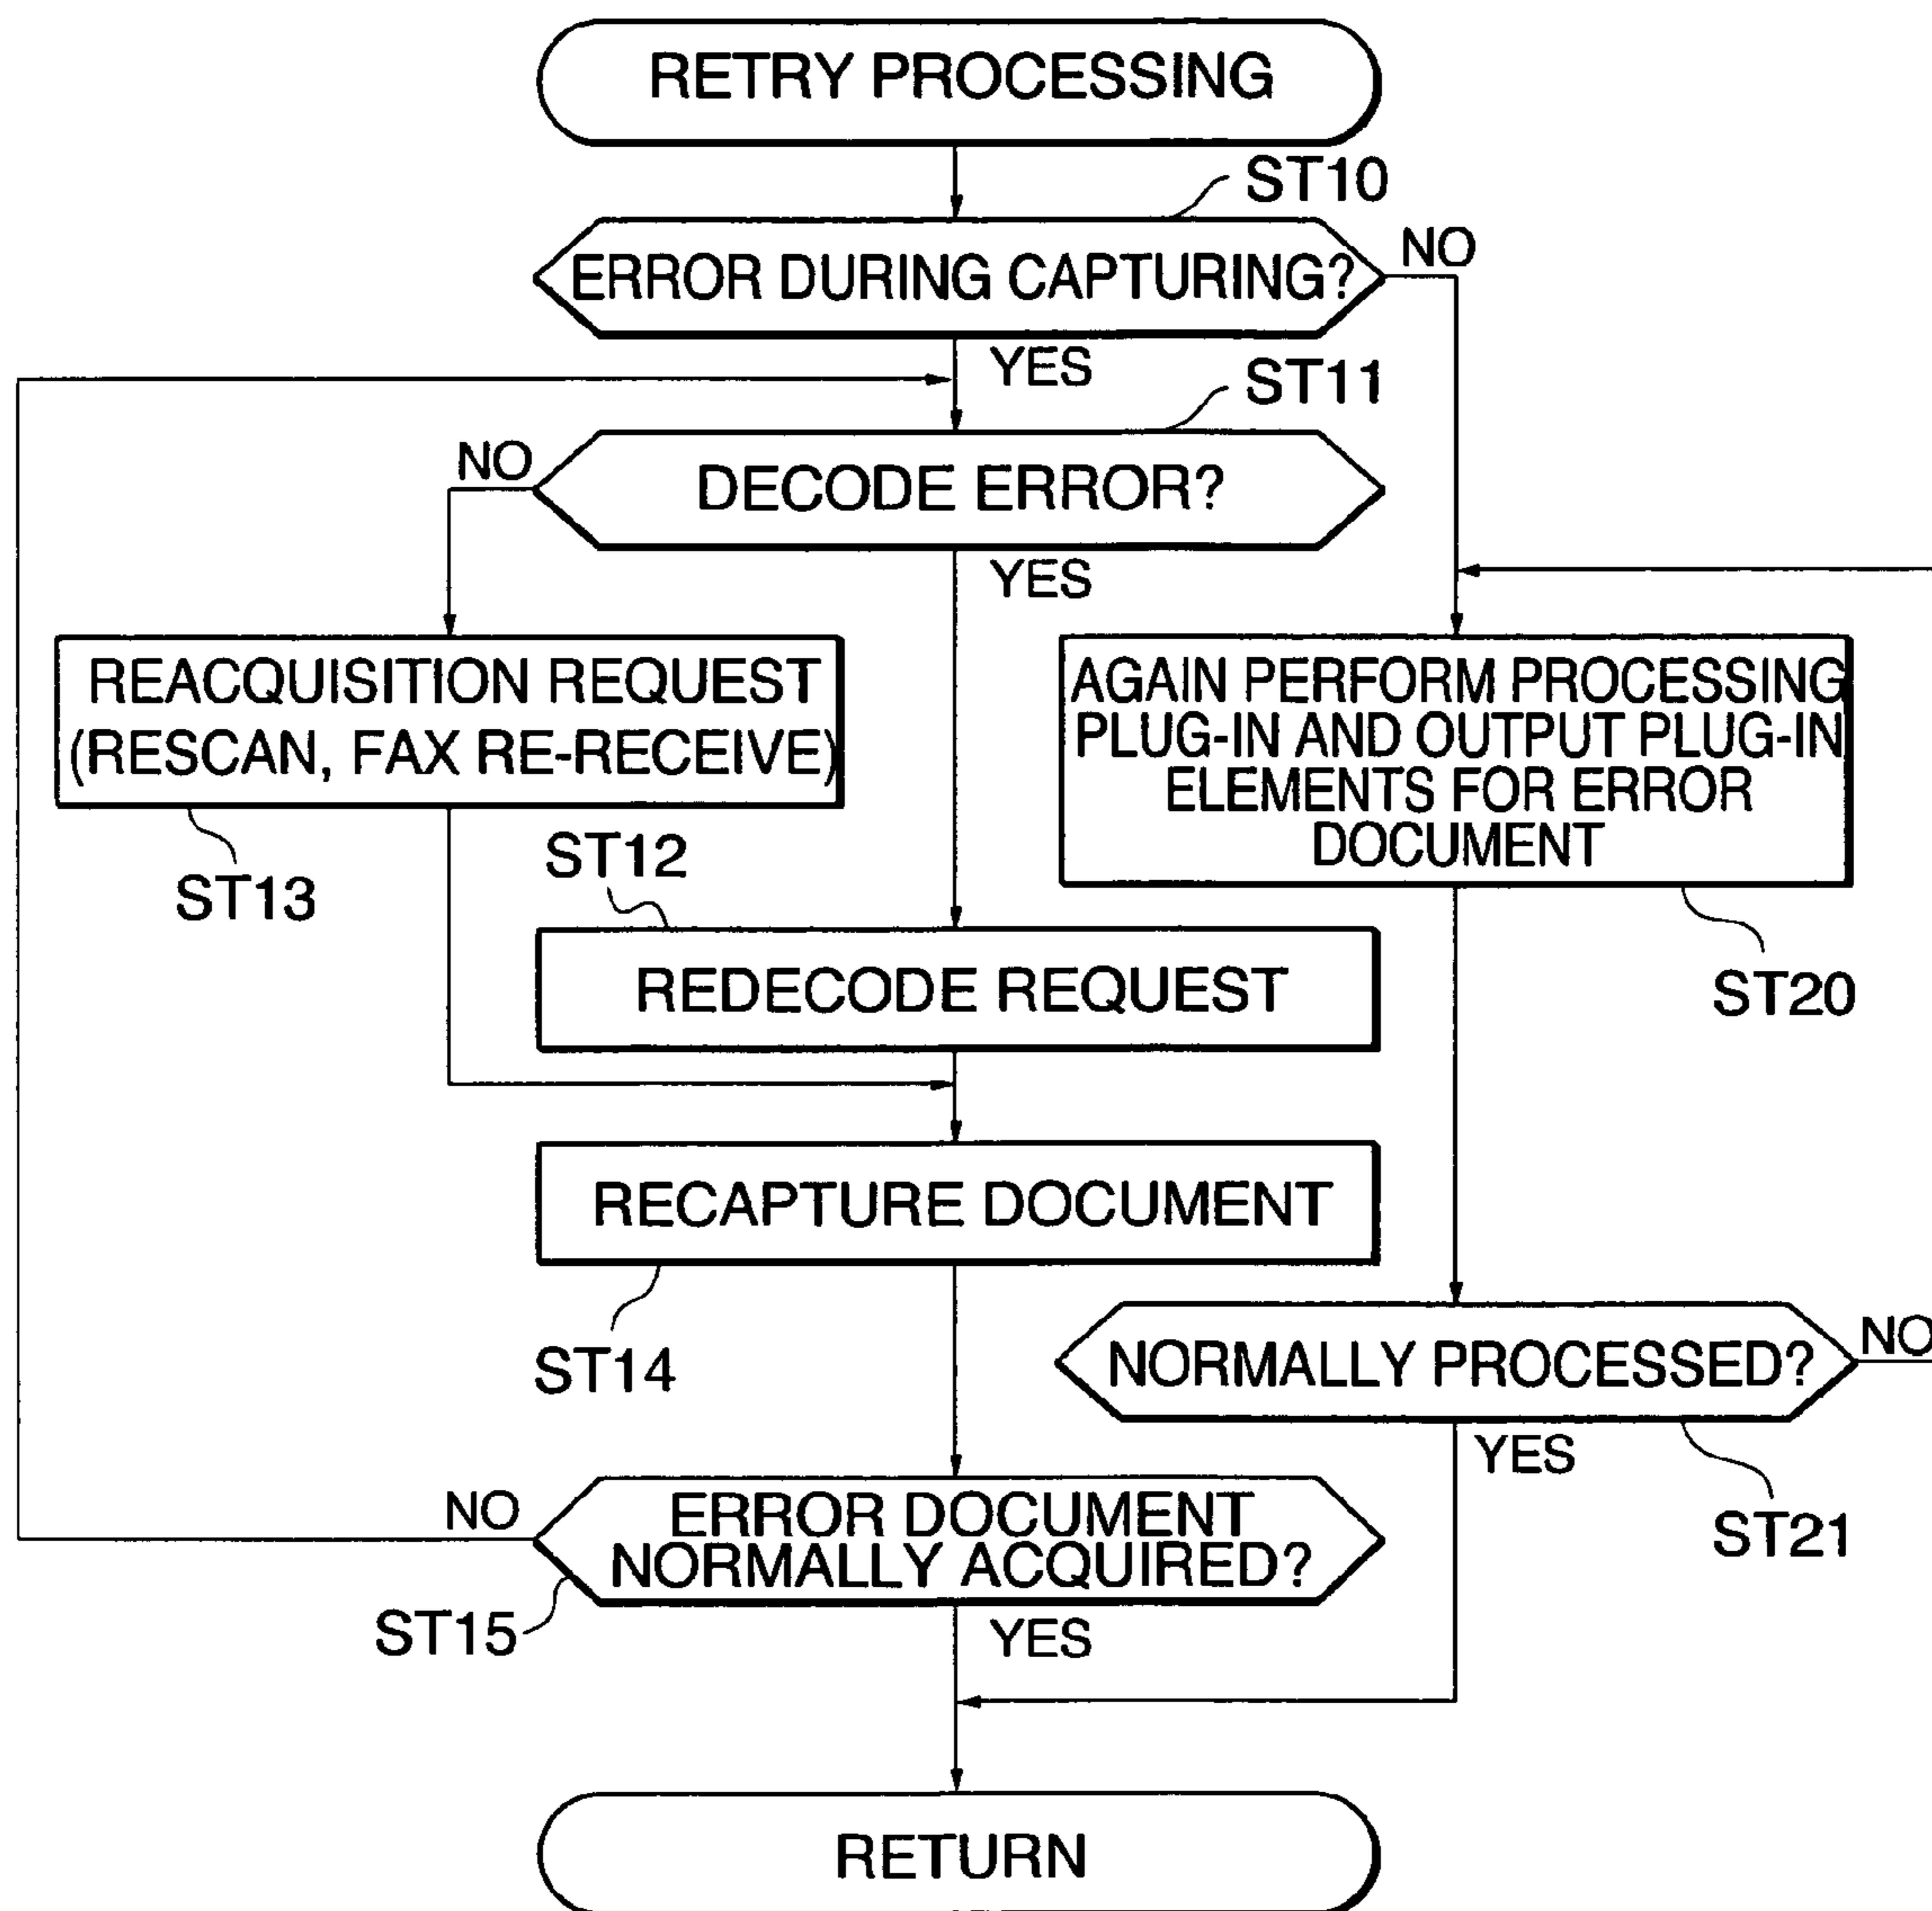 RETRY PROCESSING
ST10
ERROR DURING CAPTURING?
NO
YES
ST11
DECODE ERROR?
NO
YES
REACQUISITION REQUEST
(RESCAN, FAX RE-RECEIVE)
ST13
AGAIN PERFORM PROCESSING
PLUG-IN AND OUTPUT PLUG-IN
ELEMENTS FOR ERROR
DOCUMENT
ST20
ST12
REDECODE REQUEST
RECAPTURE DOCUMENT
ST14
NORMALLY PROCESSED?
NO
YES
ST21
ERROR DOCUMENT
NORMALLY ACQUIRED?
NO
ST15
YES
RETURN